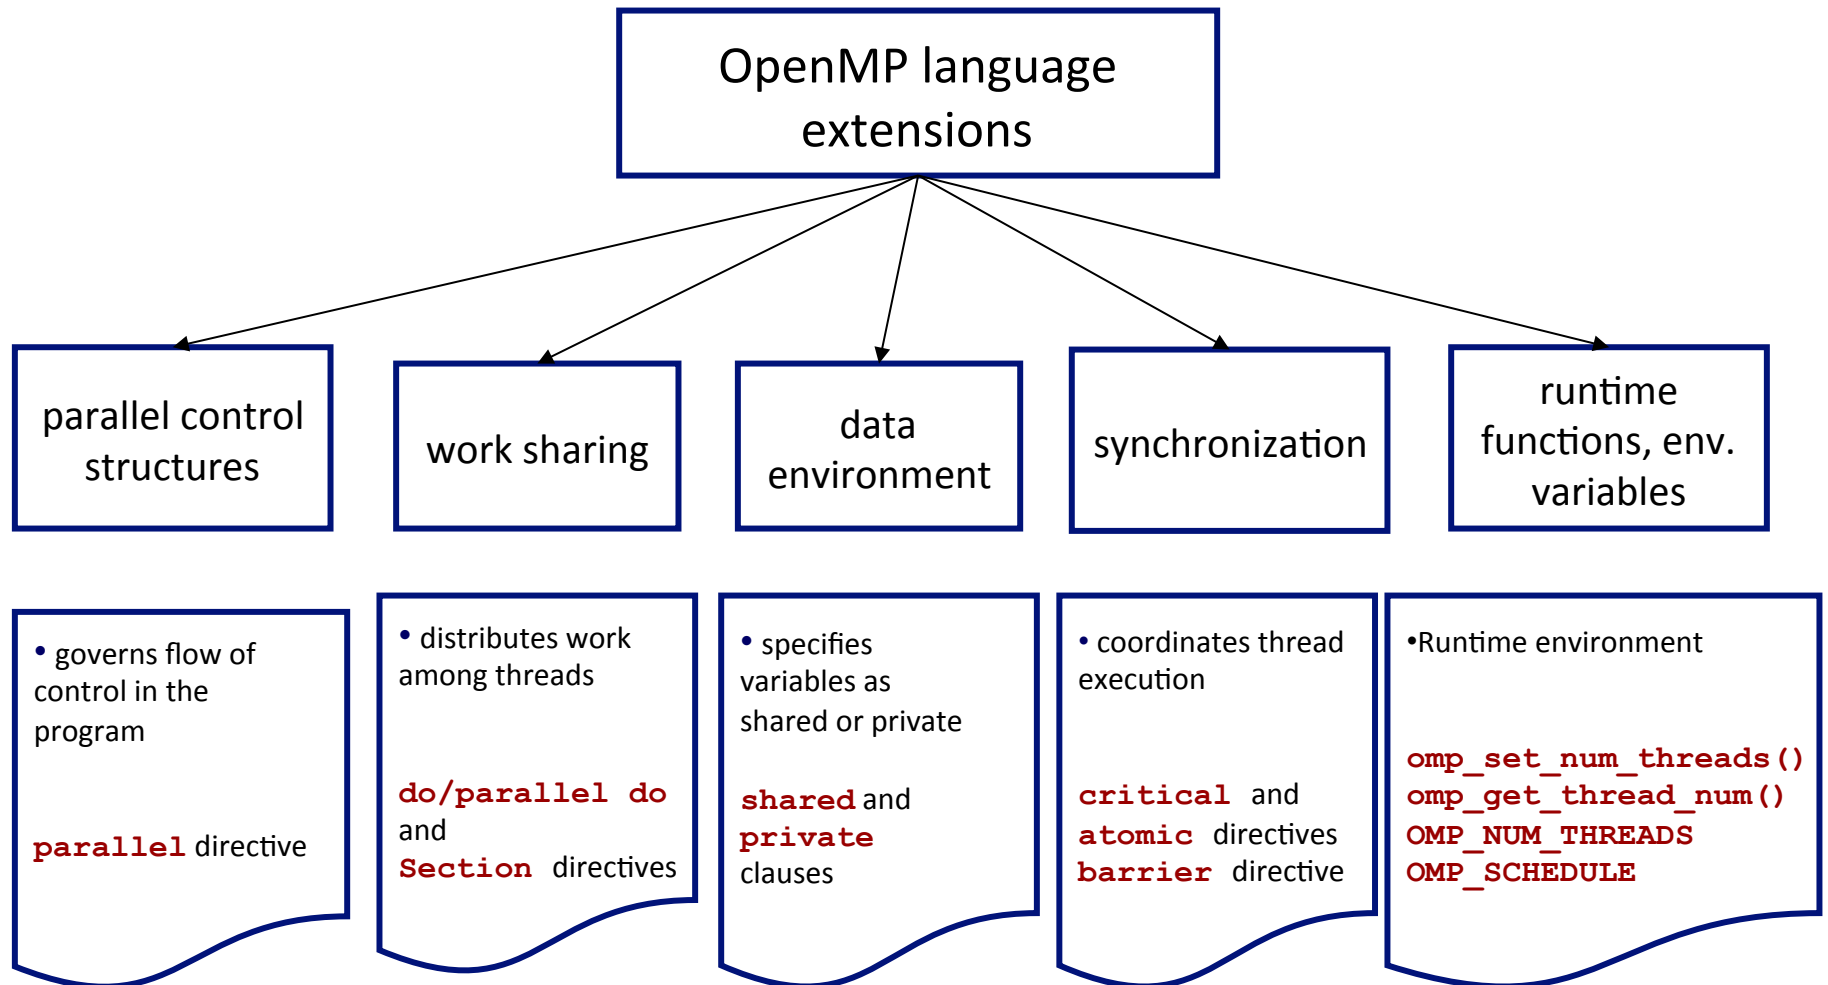 OpenMP language
extensions
parallel control
structures
work sharing
data
environment
synchronization
runtime
functions, env.
variables
• governs flow of
control in the
program
parallel directive
• distributes work
among threads
do/parallel do
and
Section directives
• specifies
variables as
shared or private
shared and
private
clauses
• coordinates thread
execution
critical and
atomic directives
barrier directive
•Runtime environment
omp_set_num_threads()
omp_get_thread_num()
OMP_NUM_THREADS
OMP_SCHEDULE